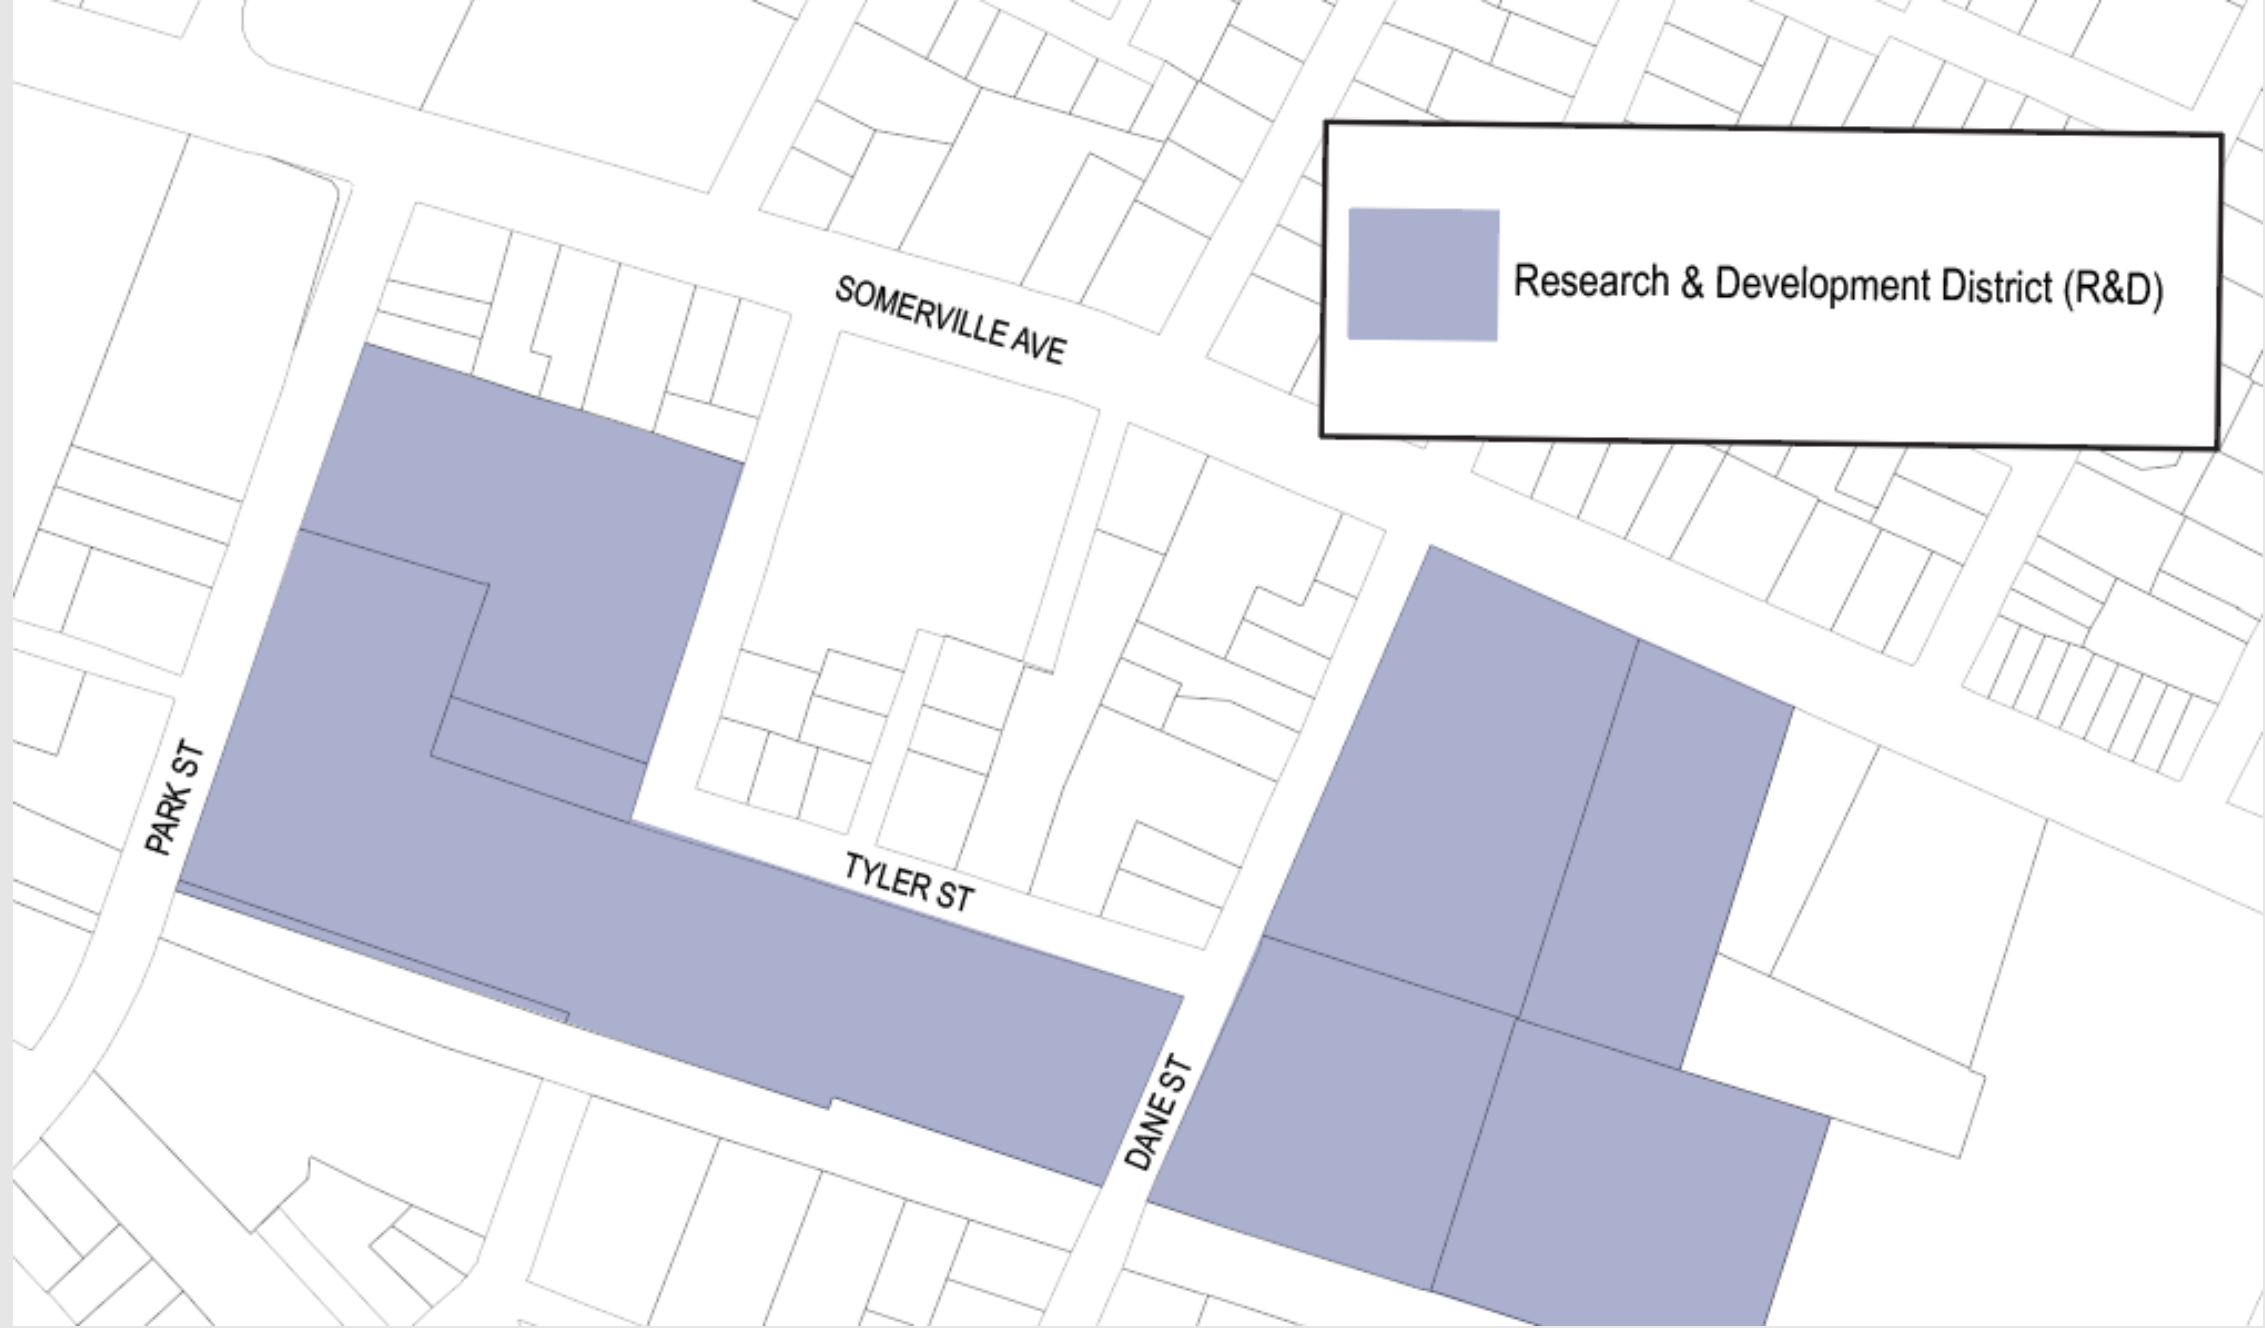 SOMERVILLE AVE
Research & Development District (R&D)
PARK ST
TYLER ST
DANE ST